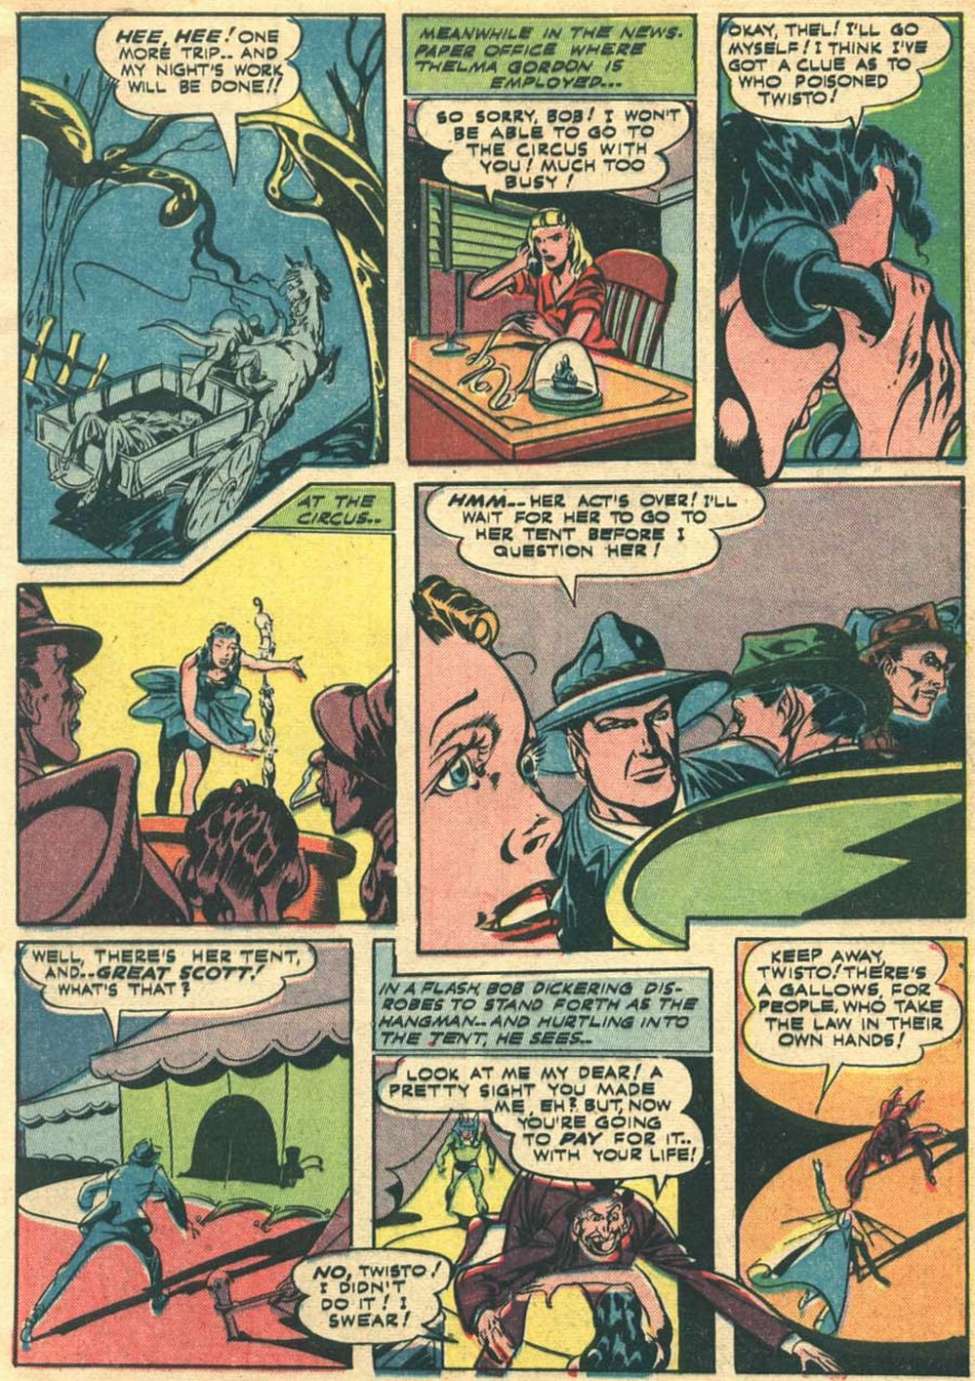 HEE, HEE! ONE
MORE TRIP.. AND
MY NIGHT'S WORK
WILL BE DONE!!
MEANWHILE IN THE NEWS-
PAPER OFFICE WHERE
THELMA GORDON IS
EMPLOYED...
SO SORRY, BOB! I WON'T
BE ABLE TO GO TO
THE CIRCUS WITH
YOU! MUCH TOO
BUSY!
OKAY, THEL! I'LL GO
MYSELF! I THINK I'VE
GOT A CLUE AS TO
WHO POISONED
TWISTO!
AT THE
CIRCUS..
HMM-- HER ACT'S OVER! I'LL
WAIT FOR HER TO GO TO
HER TENT BEFORE I
QUESTION HER!
WELL, THERE'S HER TENT,
AND.. GREAT SCOTT!
WHAT'S THAT?
IN A FLASH, BOB DICKERING DIS-
ROBES TO STAND FORTH AS THE
HANGMAN--AND HURTLING INTO
THE TENT, HE SEES..
LOOK AT ME MY DEAR! A
PRETTY SIGHT YOU MADE
ME, EH? BUT, NOW
YOU'RE GOING
TO PAY FOR IT..
WITH YOUR LIFE!
NO, TWISTO!
I DIDN'T
DO IT! I
SWEAR!
KEEP AWAY,
TWISTO! THERE'S
A GALLOWS, FOR
PEOPLE, WHO TAKE
THE LAW IN THEIR
OWN HANDS!